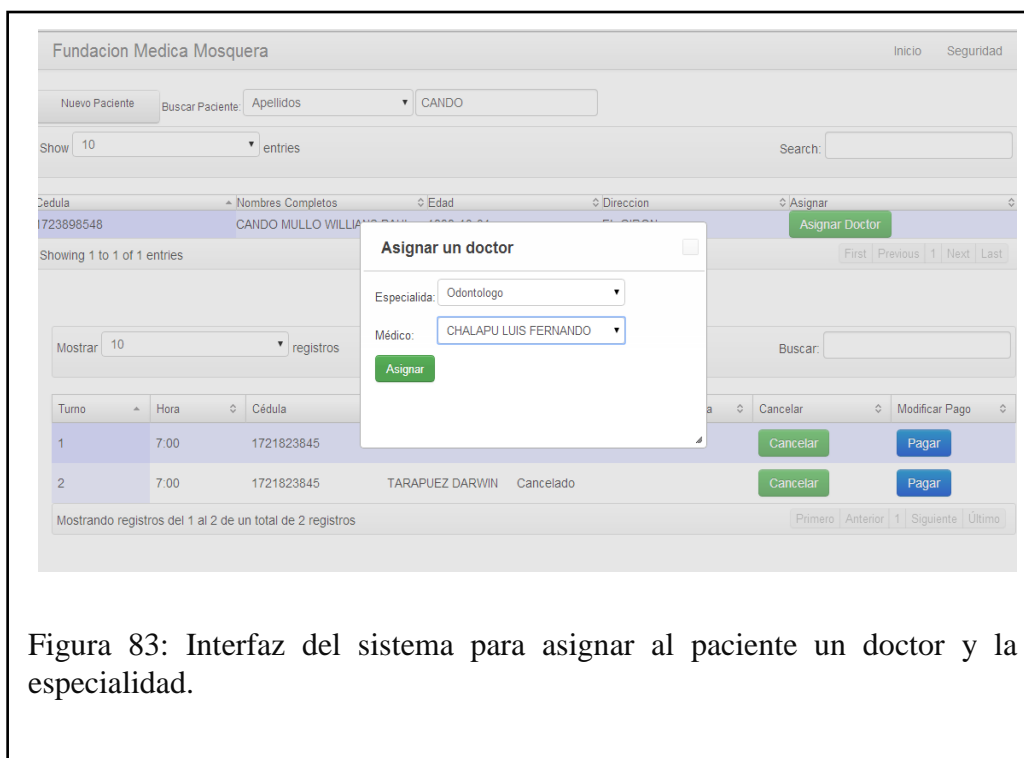 Fundacion Medica Mosquera Inicio Seguridad
Nuevo Paciente Buscar Paciente: Apellidos CANDO
Show 10 entries Search:
Cedula Nombres Completos Edad Direccion Asignar
1723898548 CANDO MULLO Asignar Doctor
Showing 1 to 1 of 1 entries First Previous 1 Next Last
Asignar un doctor
Especialida: Odontologo
Médico: CHALAPU LUIS FERNANDO
Asignar
Mostrar 10 registros Buscar:
Turno Hora Cédula Cancelar Modificar Pago
1 7:00 1721823845 Cancelar Pagar
2 7:00 1721823845 TARAPUEZ DARWIN Cancelado Cancelar Pagar
Mostrando registros del 1 al 2 de un total de 2 registros Primero Anterior 1 Siguiente Último
Figura 83: Interfaz del sistema para asignar al paciente un doctor y la
especialidad.